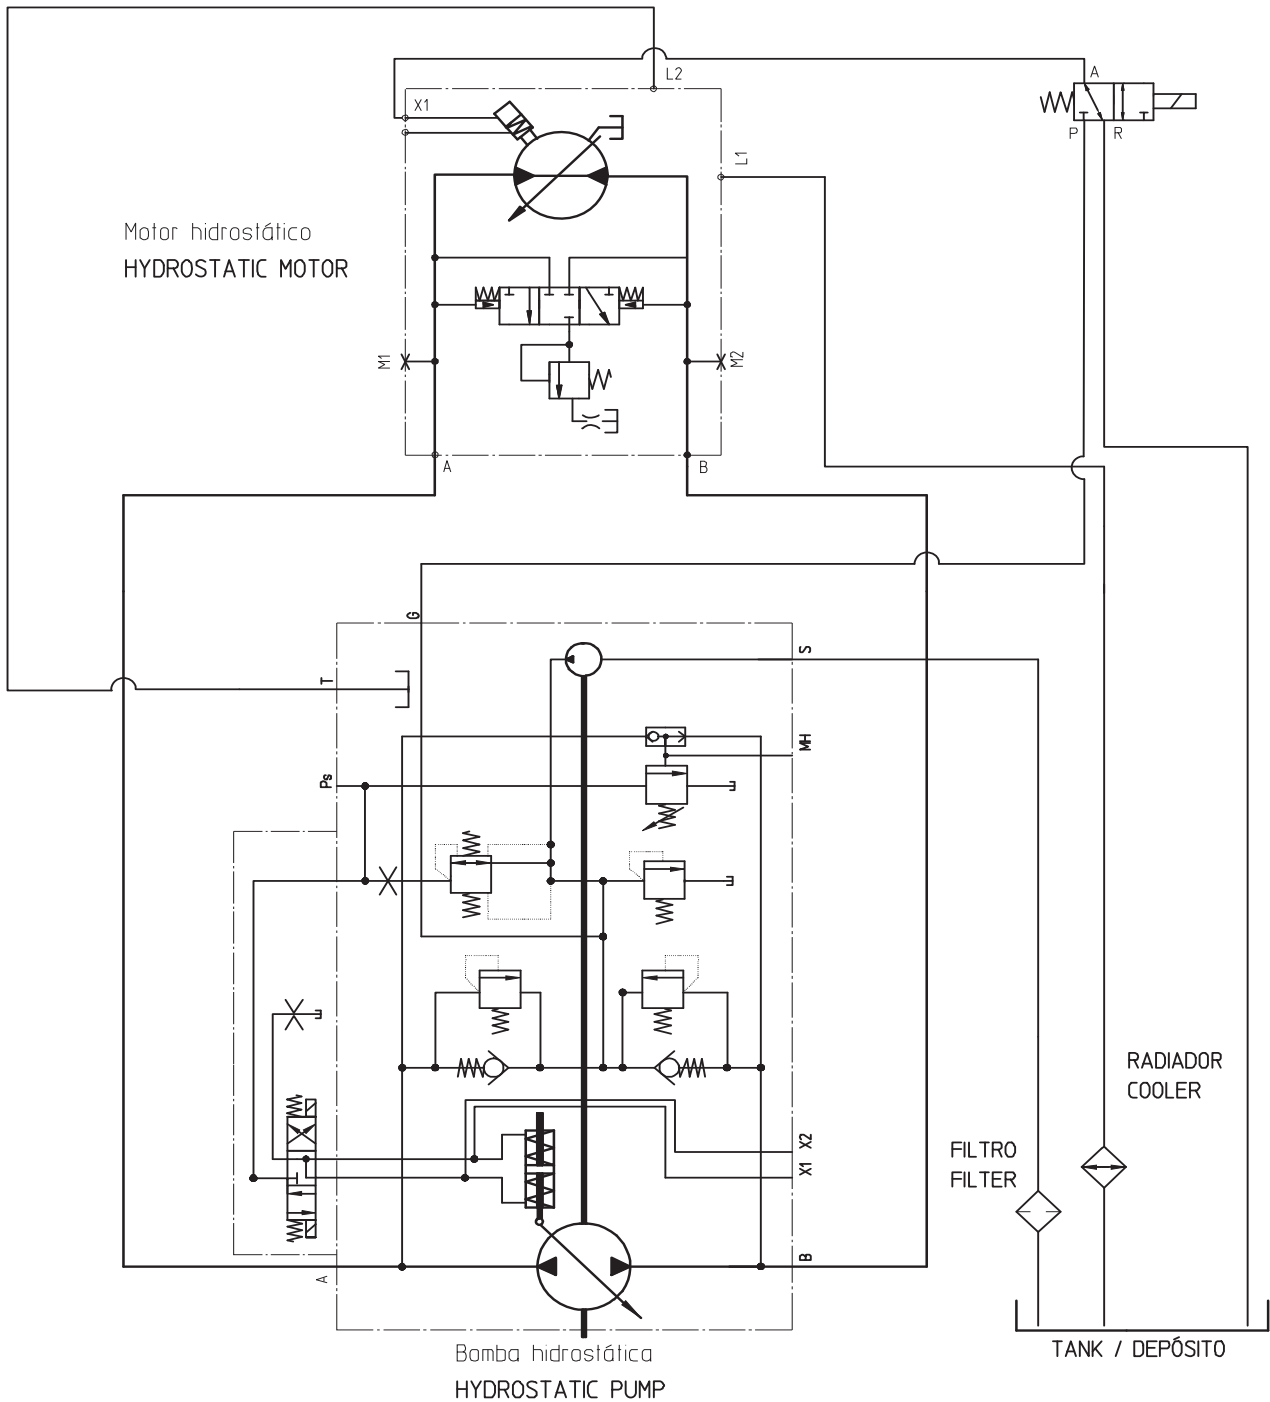 L2
A
X1
P
R
L1
Motor hidrostático
HYDROSTATIC MOTOR
M1
M2
A
B
G
T
S
MH
Ps
X2
X1
B
A
RADIADOR
COOLER
FILTRO
FILTER
TANK / DEPÓSITO
Bomba hidrostática
HYDROSTATIC PUMP